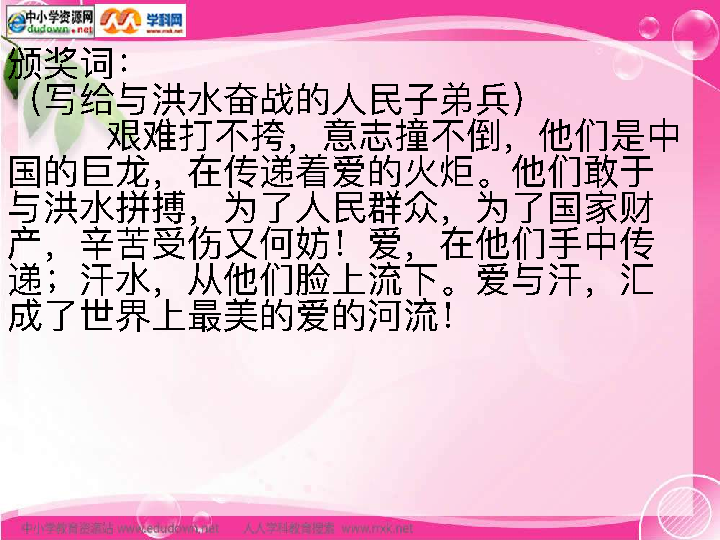 中小学资源网
dudown.net
学科网
www.rrxk.net
颁奖词：
（写给与洪水奋战的人民子弟兵）
艰难打不挎，意志撞不倒，他们是中
国的巨龙，在传递着爱的火炬。他们敢于
与洪水拼搏，为了人民群众，为了国家财
产，辛苦受伤又何妨！爱，在他们手中传
递；汗水，从他们脸上流下。爱与汗，汇
成了世界上最美的爱的河流！
中小学教育资源站 www.edudown.net 人人学科教育搜索 www.rrxk.net